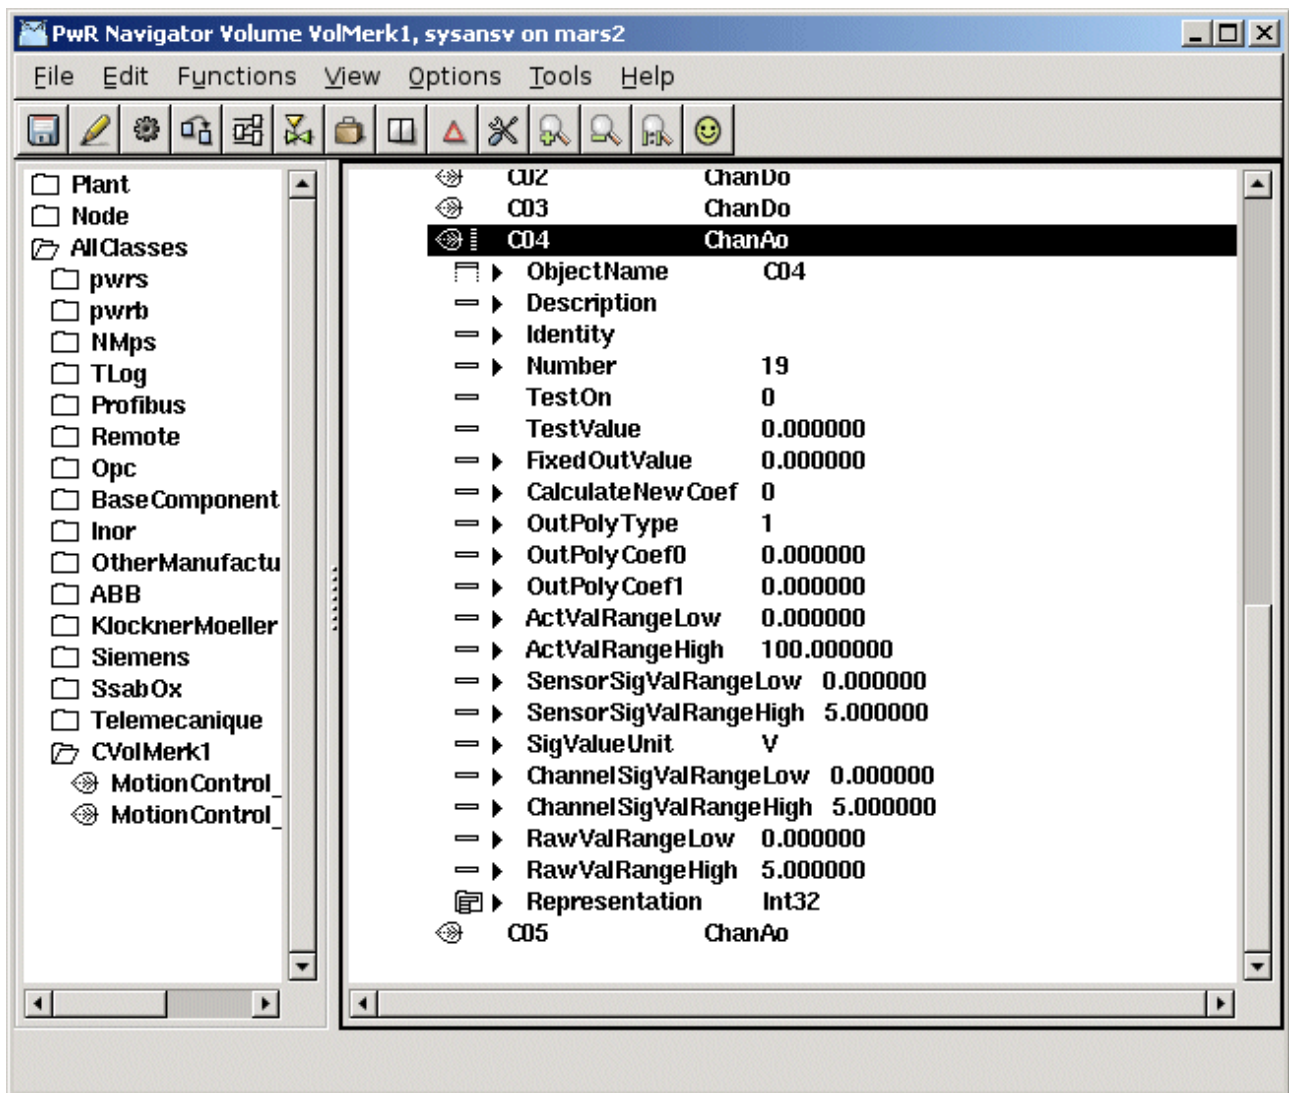 PwR Navigator Volume VolMerk1, sysansv on mars2
File Edit Functions View Options Tools Help
Plant
Node
AllClasses
pwrs
pwrb
NMps
TLog
Profibus
Remote
Opc
BaseComponent
Inor
OtherManufactu
ABB
KlocknerMoeller
Siemens
SsabOx
Telemecanique
CVolMerk1
MotionControl_
MotionControl_
C02 ChanDo
C03 ChanDo
C04 ChanAo
ObjectName C04
Description
Identity
Number 19
TestOn 0
TestValue 0.000000
FixedOutValue 0.000000
CalculateNewCoef 0
OutPolyType 1
OutPolyCoef0 0.000000
OutPolyCoef1 0.000000
ActValRangeLow 0.000000
ActValRangeHigh 100.000000
SensorSigValRangeLow 0.000000
SensorSigValRangeHigh 5.000000
SigValueUnit V
ChannelSigValRangeLow 0.000000
ChannelSigValRangeHigh 5.000000
RawValRangeLow 0.000000
RawValRangeHigh 5.000000
Representation Int32
C05 ChanAo